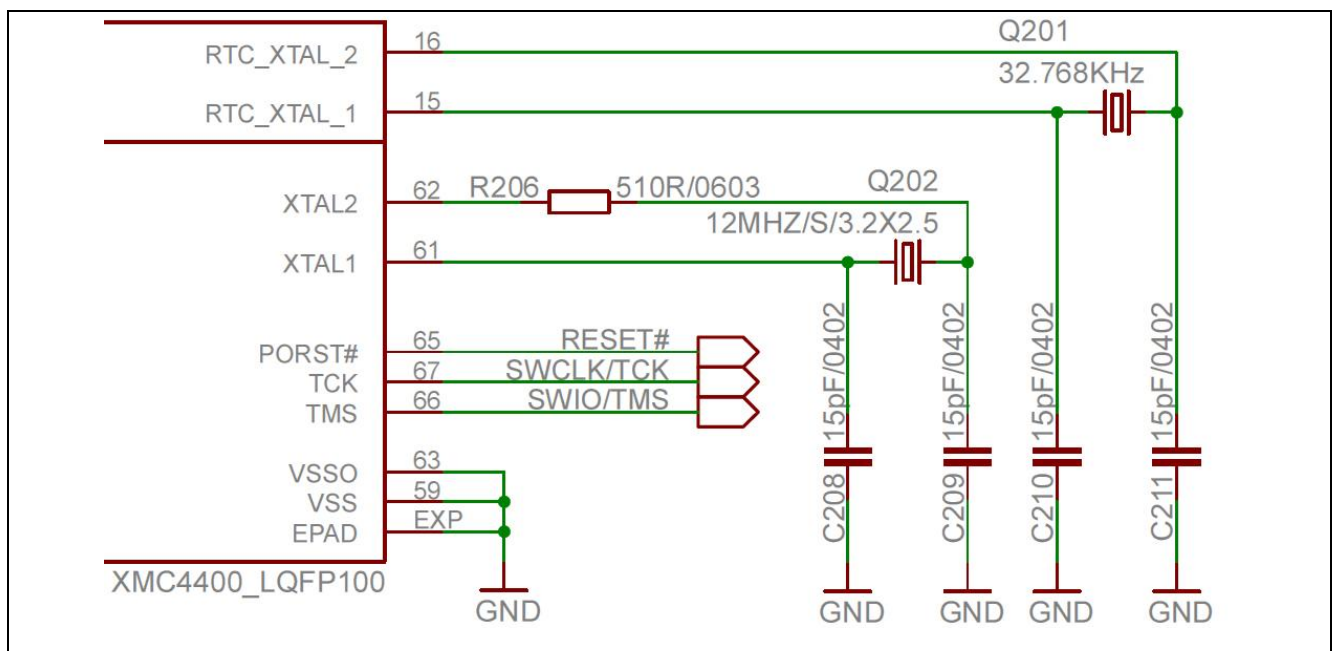 Q201
16
RTC_XTAL_2
32.768KHz
15
RTC_XTAL_1
62
R206
510R/0603
Q202
XTAL2
12MHZ/S/3.2X2.5
61
XTAL1
65
RESET#
PORST#
67
SWCLK/TCK
TCK
66
SWIO/TMS
TMS
15pF/0402
15pF/0402
15pF/0402
15pF/0402
63
VSSO
59
VSS
EXP
EPAD
C208
C209
C210
C211
XMC4400_LQFP100
GND
GND
GND
GND
GND